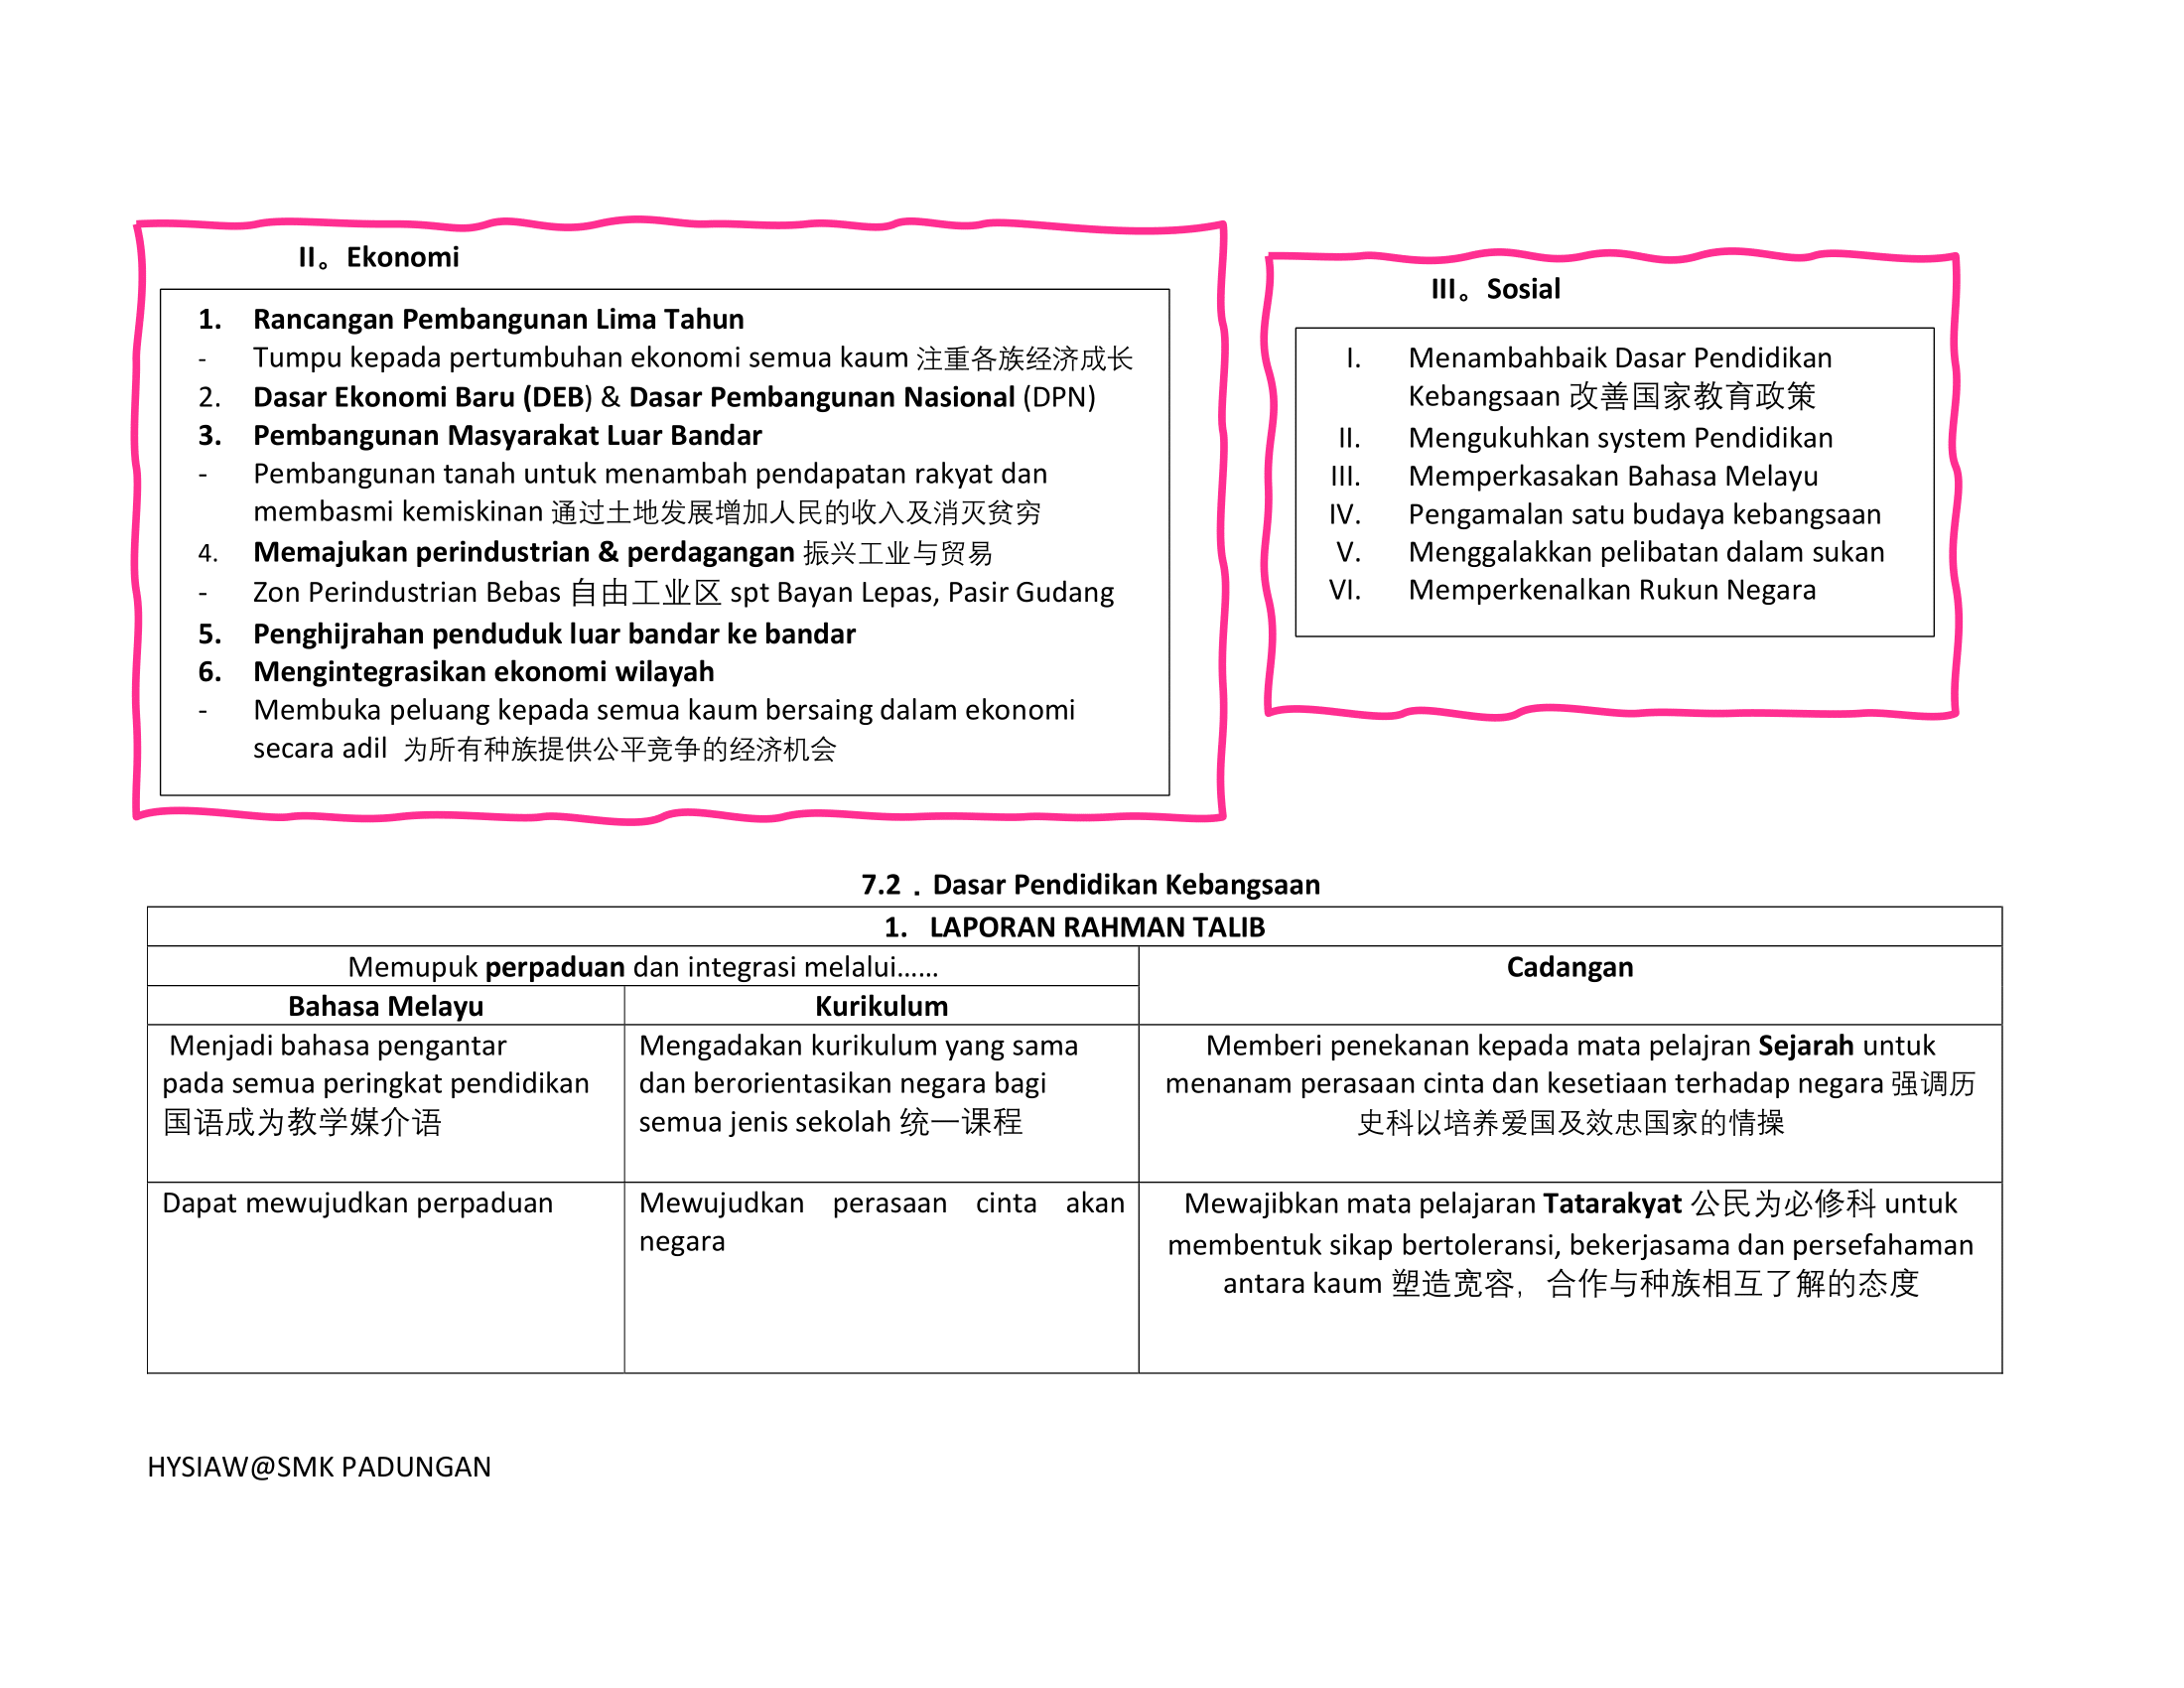 II。Ekonomi
1. Rancangan Pembangunan Lima Tahun
- Tumpu kepada pertumbuhan ekonomi semua kaum 注重各族经济成长
2. Dasar Ekonomi Baru (DEB) & Dasar Pembangunan Nasional (DPN)
3. Pembangunan Masyarakat Luar Bandar
- Pembangunan tanah untuk menambah pendapatan rakyat dan
membasmi kemiskinan 通过土地发展增加人民的收入及消灭贫穷
4. Memajukan perindustrian & perdagangan 振兴工业与贸易
- Zon Perindustrian Bebas 自由工业区 spt Bayan Lepas, Pasir Gudang
5. Penghijrahan penduduk luar bandar ke bandar
6. Mengintegrasikan ekonomi wilayah
- Membuka peluang kepada semua kaum bersaing dalam ekonomi
secara adil 为所有种族提供公平竞争的经济机会
III。Sosial
I. Menambahbaik Dasar Pendidikan
Kebangsaan 改善国家教育政策
II. Mengukuhkan system Pendidikan
III. Memperkasakan Bahasa Melayu
IV. Pengamalan satu budaya kebangsaan
V. Menggalakkan pelibatan dalam sukan
VI. Memperkenalkan Rukun Negara
7.2．Dasar Pendidikan Kebangsaan
1. LAPORAN RAHMAN TALIB
Memupuk perpaduan dan integrasi melalui……
Cadangan
Bahasa Melayu
Kurikulum
Menjadi bahasa pengantar
pada semua peringkat pendidikan
国语成为教学媒介语
Mengadakan kurikulum yang sama
dan berorientasikan negara bagi
semua jenis sekolah 统一课程
Memberi penekanan kepada mata pelajran Sejarah untuk
menanam perasaan cinta dan kesetiaan terhadap negara 强调历
史科以培养爱国及效忠国家的情操
Dapat mewujudkan perpaduan
Mewujudkan perasaan cinta akan
negara
Mewajibkan mata pelajaran Tatarakyat 公民为必修科 untuk
membentuk sikap bertoleransi, bekerjasama dan persefahaman
antara kaum 塑造宽容，合作与种族相互了解的态度
HYSIAW@SMK PADUNGAN